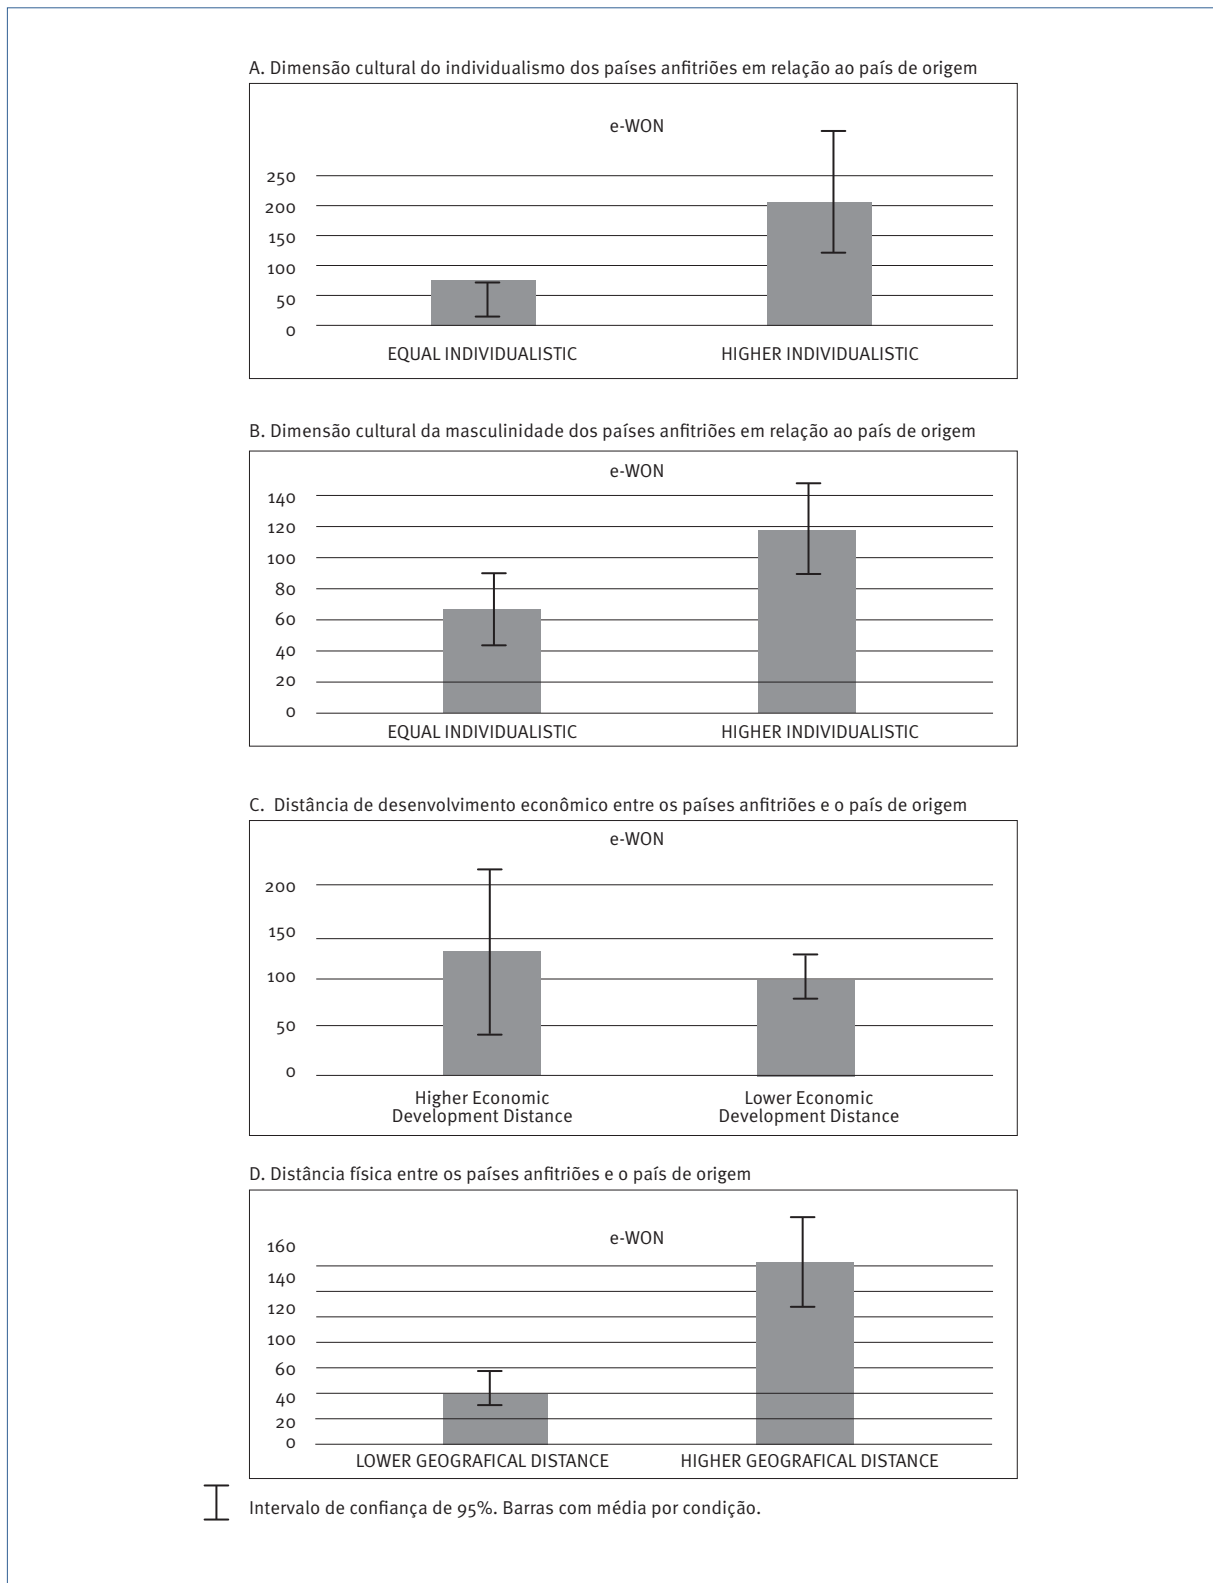 A. Dimensão cultural do individualismo dos países anfitriões em relação ao país de origem
e-WON
250
200
150
100
50
0
EQUAL INDIVIDUALISTIC HIGHER INDIVIDUALISTIC
B. Dimensão cultural da masculinidade dos países anfitriões em relação ao país de origem
e-WON
140
120
100
80
60
40
20
0
EQUAL INDIVIDUALISTIC HIGHER INDIVIDUALISTIC
C. Distância de desenvolvimento econômico entre os países anfitriões e o país de origem
e-WON
200
150
100
50
0
Higher Economic Lower Economic
Development Distance Development Distance
D. Distância física entre os países anfitriões e o país de origem
e-WON
160
140
120
100
60
40
20
0
LOWER GEOGRAFICAL DISTANCE HIGHER GEOGRAFICAL DISTANCE
Intervalo de confiança de 95%. Barras com média por condição.